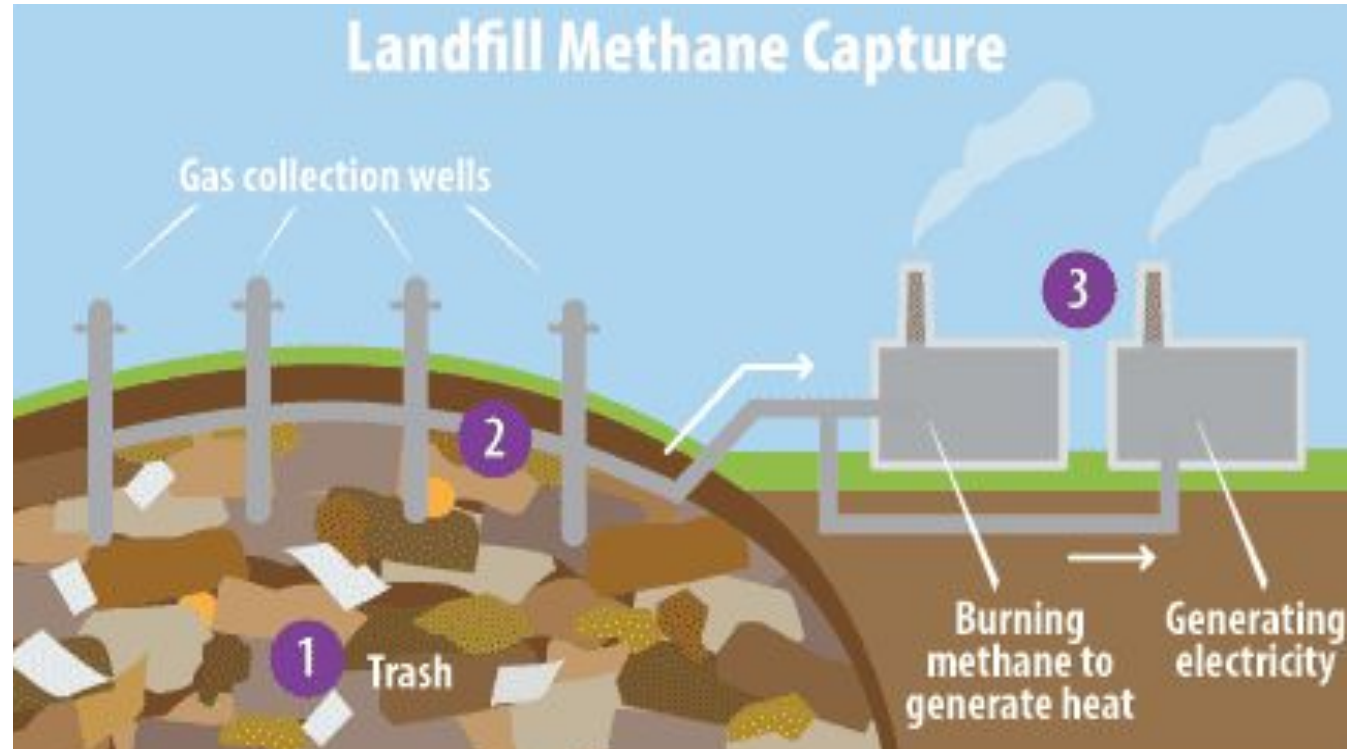 Landfill Methane Capture
Gas collection wells
3
2
1
Trash
Burning
methane to
generate heat
Generating
electricity